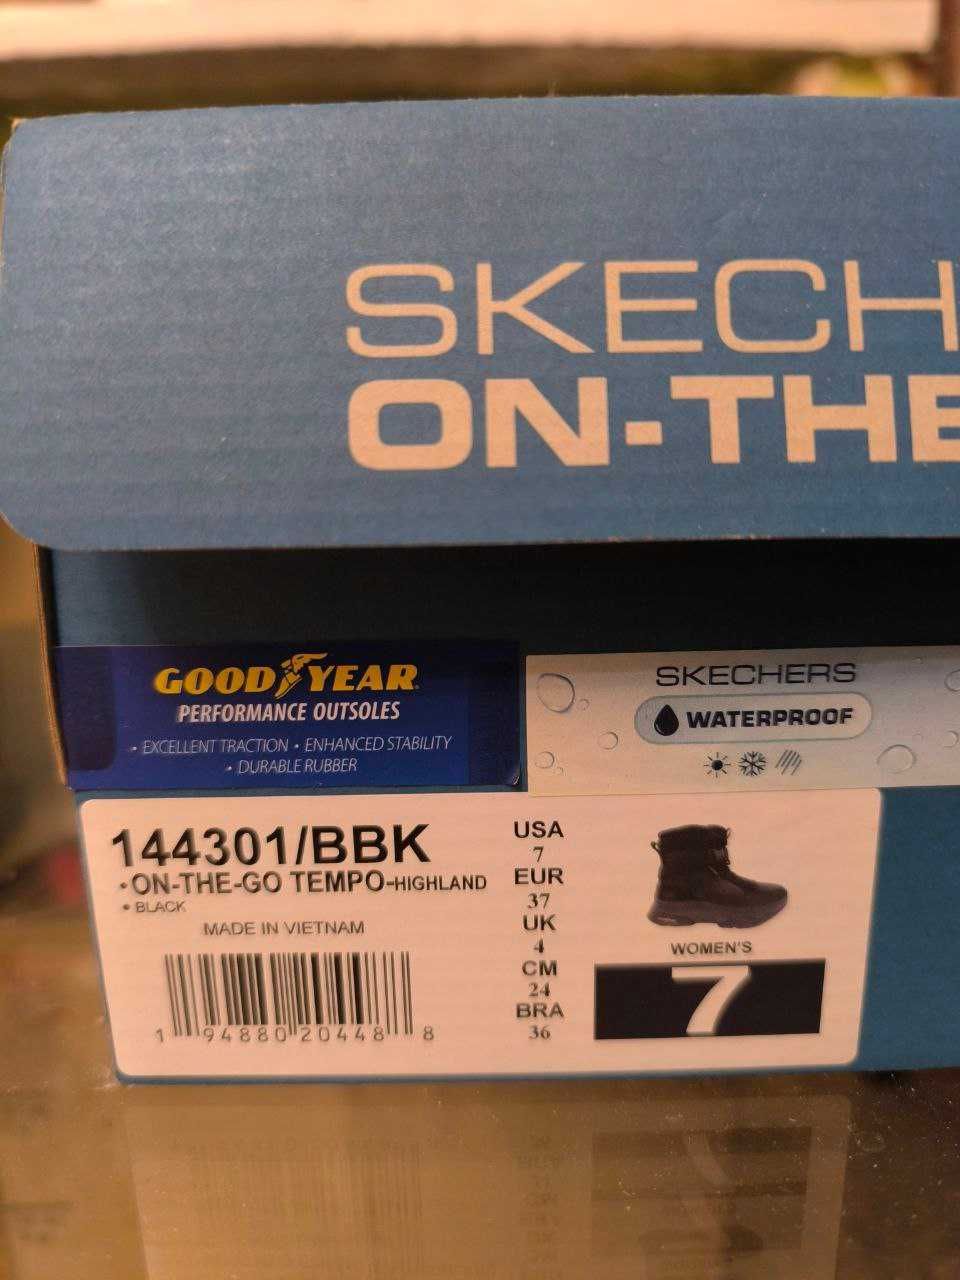 SKECH
ON-THE
GOODYEAR
PERFORMANCE OUTSOLES
• EXCELLENT TRACTION • ENHANCED STABILITY
• DURABLE RUBBER
SKECHERS
WATERPROOF
144301/BBK
•ON-THE-GO TEMPO-HIGHLAND
• BLACK
MADE IN VIETNAM
1 94880 20448 8
USA
7
EUR
37
UK
4
CM
24
BRA
36
WOMEN'S
7